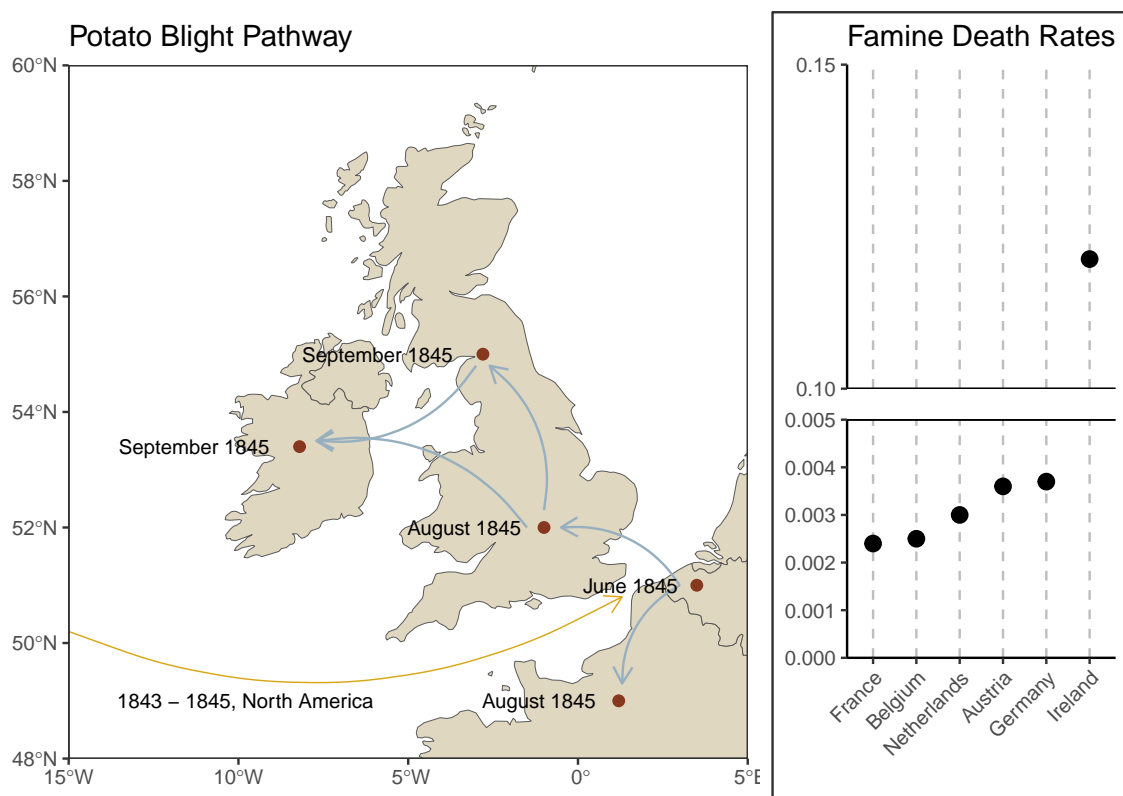 Potato Blight Pathway
60°N
58°N
56°N
54°N
52°N
50°N
48°N
15°W
10°W
5°W
0°
5°E
September 1845
September 1845
August 1845
June 1845
August 1845
1843 – 1845, North America
Famine Death Rates
0.15
0.10
0.005
0.004
0.003
0.002
0.001
0.000
France
Belgium
Netherlands
Austria
Germany
Ireland